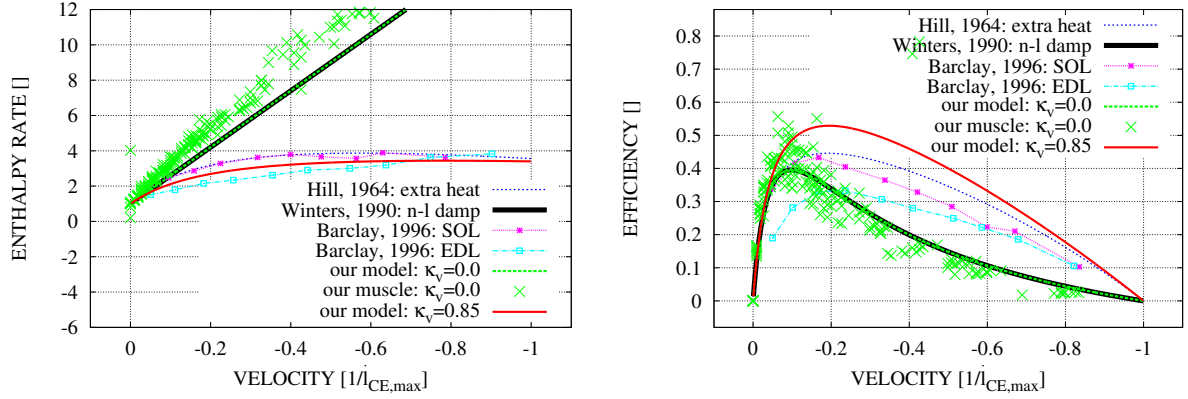 ENTHALPY RATE []
12
10
8
6
4
2
0
-2
-4
-6
0 -0.2 -0.4 -0.6 -0.8 -1
VELOCITY [1/l̇CE,max]
Hill, 1964: extra heat
Winters, 1990: n-l damp
Barclay, 1996: SOL
Barclay, 1996: EDL
our model: κv=0.0
our muscle: κv=0.0
our model: κv=0.85
EFFICIENCY []
0.8
0.7
0.6
0.5
0.4
0.3
0.2
0.1
0
0 -0.2 -0.4 -0.6 -0.8 -1
VELOCITY [1/l̇CE,max]
Hill, 1964: extra heat
Winters, 1990: n-l damp
Barclay, 1996: SOL
Barclay, 1996: EDL
our model: κv=0.0
our muscle: κv=0.0
our model: κv=0.85